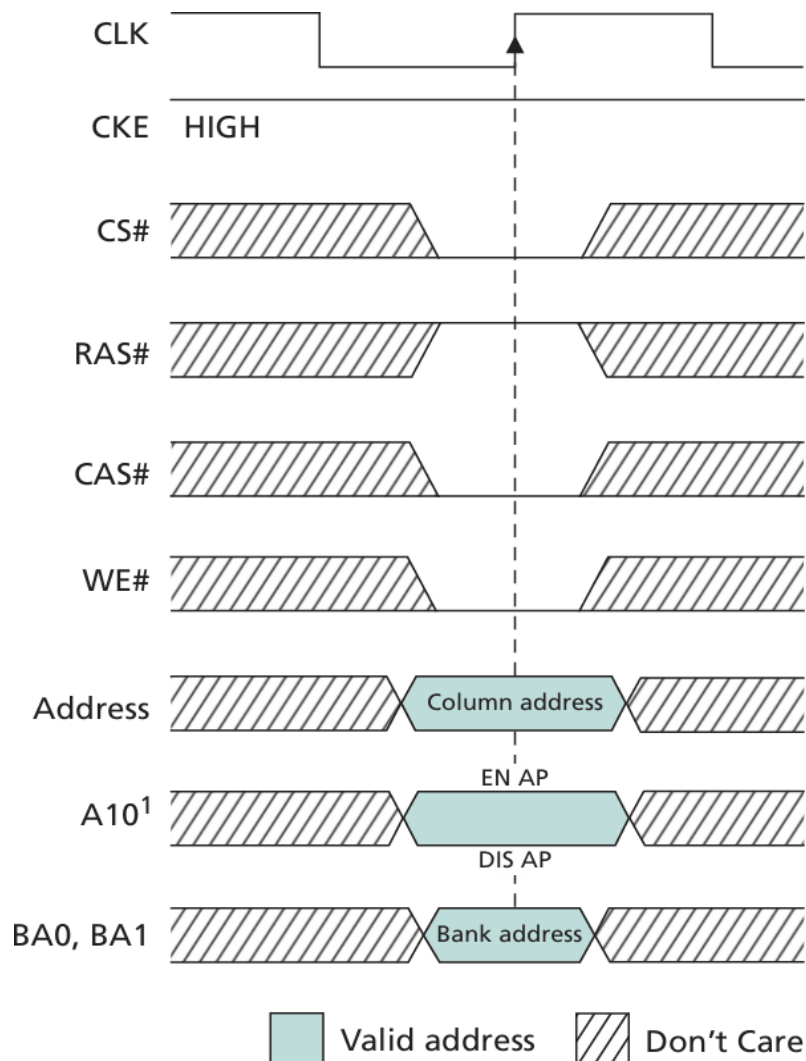 CLK
CKE HIGH
CS#
RAS#
CAS#
WE#
Address Column address
EN AP
A10¹
DIS AP
BA0, BA1 Bank address
Valid address Don't Care